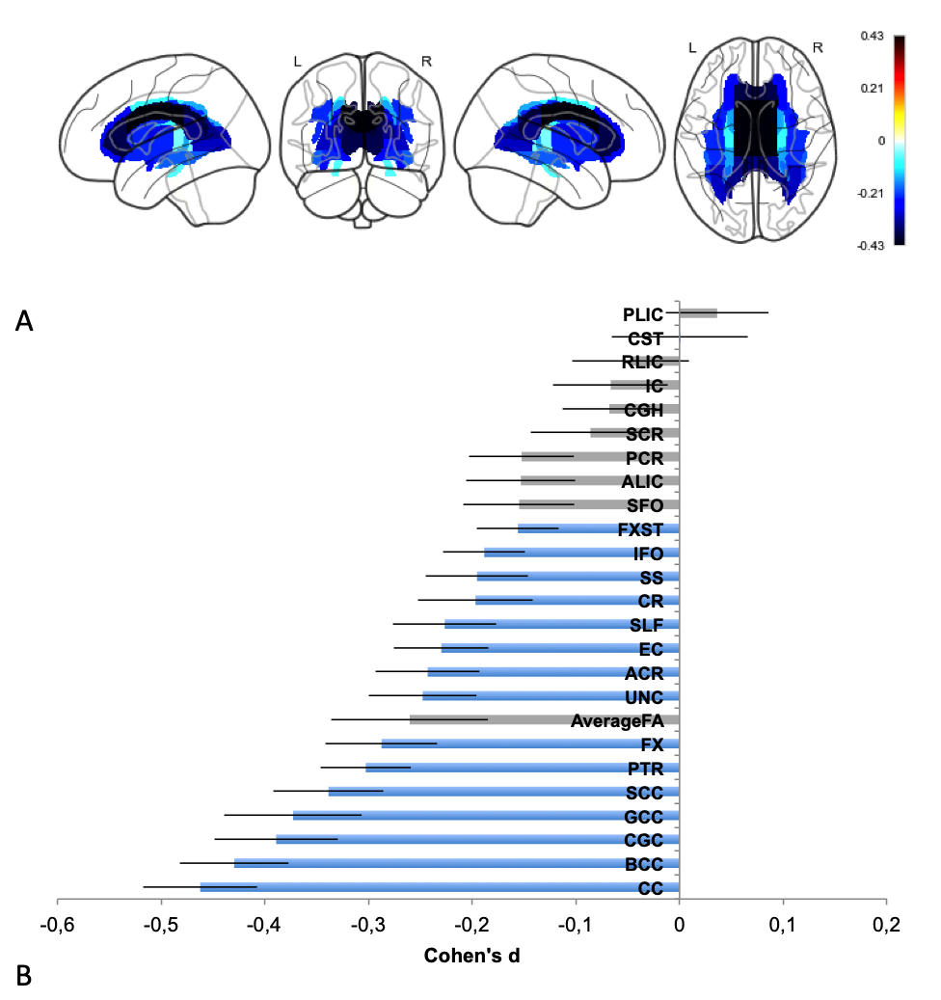 L
R
L
R
0.43
0.21
0
-0.21
-0.43
A
PLIC
CST
RLIC
IC
CGH
SCR
PCR
ALIC
SFO
FXST
IFO
SS
CR
SLF
EC
ACR
UNC
AverageFA
FX
PTR
SCC
GCC
CGC
BCC
CC
-0,6 -0,5 -0,4 -0,3 -0,2 -0,1 0 0,1 0,2
Cohen's d
B